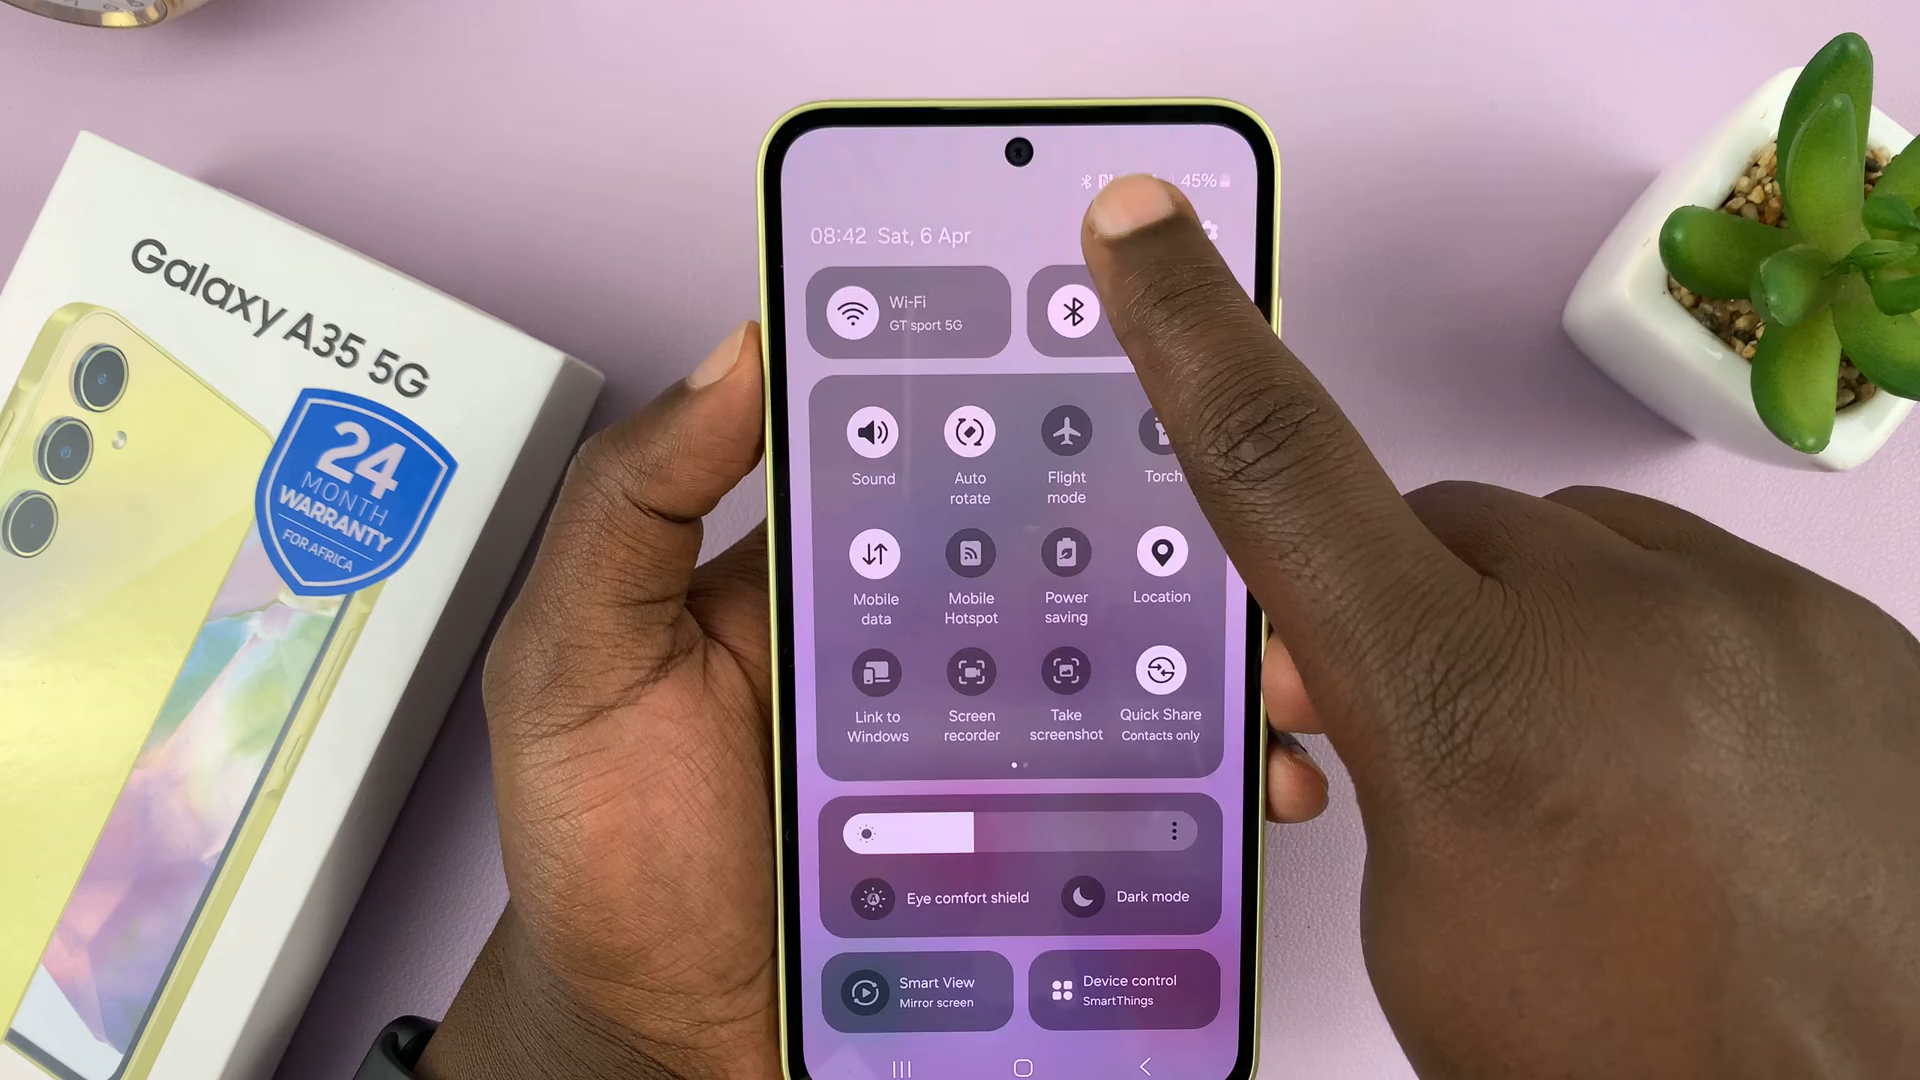 Galaxy A35 5G
24
MONTH
WARRANTY
FOR AFRICA
45%
08:42 Sat, 6 Apr
Wi-Fi
GT sport 5G
Sound
Auto
rotate
Flight
mode
Torch
Mobile
data
Mobile
Hotspot
Power
saving
Location
Link to
Windows
Screen
recorder
Take
screenshot
Quick Share
Contacts only
Eye comfort shield
Dark mode
Smart View
Mirror screen
Device control
SmartThings